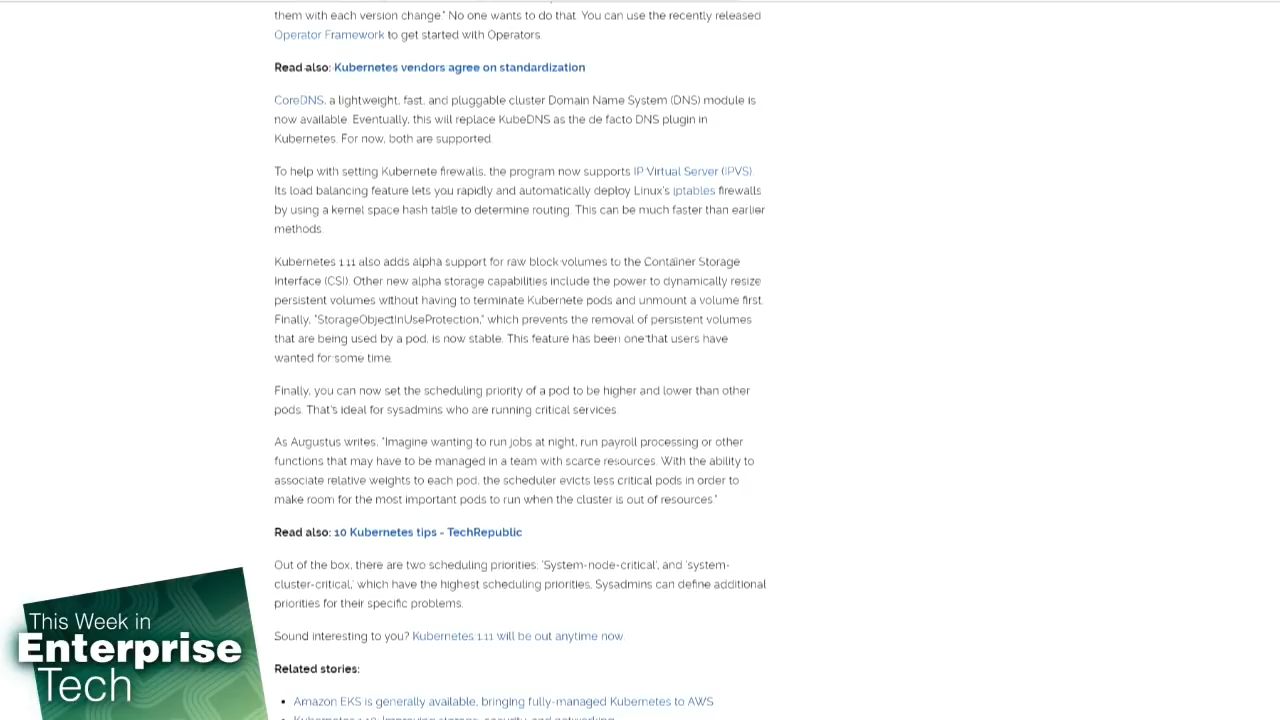 them with each version change." No one wants to do that. You can use the recently released
Operator Framework to get started with Operators.
Read also: Kubernetes vendors agree on standardization
CoreDNS, a lightweight, fast, and pluggable cluster Domain Name System (DNS) module is
now available. Eventually, this will replace KubeDNS as the de facto DNS plugin in
Kubernetes. For now, both are supported.
To help with setting Kubernete firewalls, the program now supports IP Virtual Server (IPVS).
Its load balancing feature lets you rapidly and automatically deploy Linux's iptables firewalls
by using a kernel space hash table to determine routing. This can be much faster than earlier
methods.
Kubernetes 1.11 also adds alpha support for raw block volumes to the Container Storage
Interface (CSI). Other new alpha storage capabilities include the power to dynamically resize
persistent volumes without having to terminate Kubernete pods and unmount a volume first.
Finally, "StorageObjectInUseProtection," which prevents the removal of persistent volumes
that are being used by a pod, is now stable. This feature has been one that users have
wanted for some time.
Finally, you can now set the scheduling priority of a pod to be higher and lower than other
pods. That's ideal for sysadmins who are running critical services.
As Augustus writes, "Imagine wanting to run jobs at night, run payroll processing or other
functions that may have to be managed in a team with scarce resources. With the ability to
associate relative weights to each pod, the scheduler evicts less critical pods in order to
make room for the most important pods to run when the cluster is out of resources."
Read also: 10 Kubernetes tips - TechRepublic
Out of the box, there are two scheduling priorities: 'System-node-critical', and 'system-
cluster-critical,' which have the highest scheduling priorities. Sysadmins can define additional
priorities for their specific problems.
Sound interesting to you? Kubernetes 1.11 will be out anytime now.
Related stories:
• Amazon EKS is generally available, bringing fully-managed Kubernetes to AWS
• Kubernetes 1.10: Improving storage, security, and networking
This Week in
Enterprise
Tech